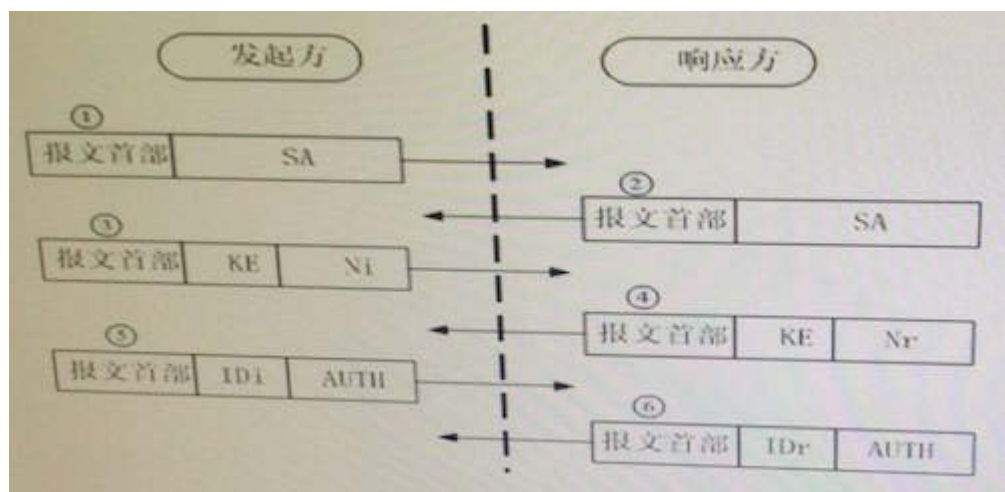 发起方
响应方
①
报文首部 SA
②
报文首部 SA
③
报文首部 KE Ni
④
报文首部 KE Nr
⑤
报文首部 IDi AUTH
⑥
报文首部 IDr AUTH